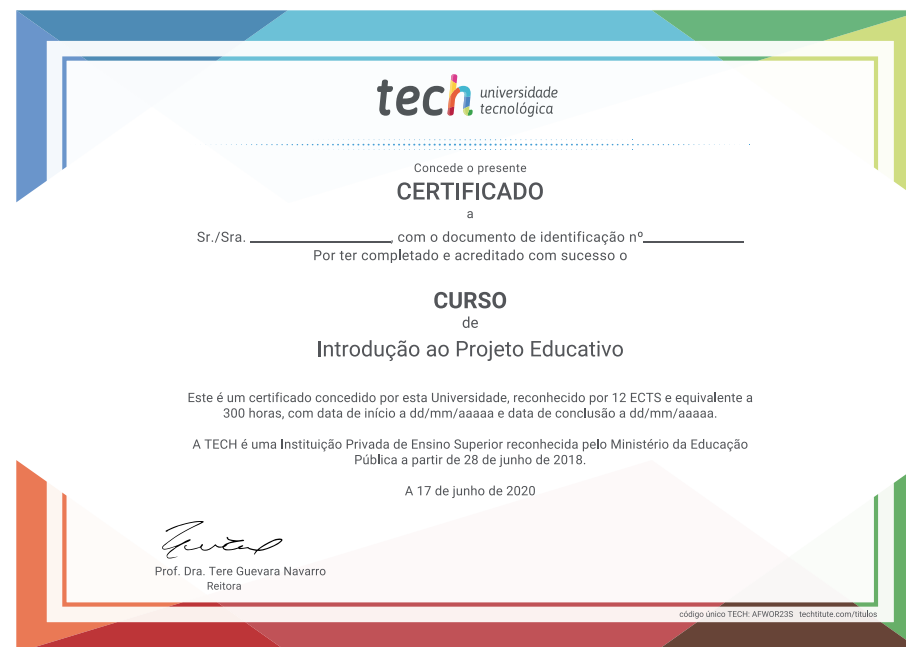 tech universidade
tecnológica
Concede o presente
CERTIFICADO
a
Sr./Sra. ____________________, com o documento de identificação nº______________
Por ter completado e acreditado com sucesso o
CURSO
de
Introdução ao Projeto Educativo
Este é um certificado concedido por esta Universidade, reconhecido por 12 ECTS e equivalente a
300 horas, com data de início a dd/mm/aaaaa e data de conclusão a dd/mm/aaaaa.
A TECH é uma Instituição Privada de Ensino Superior reconhecida pelo Ministério da Educação
Pública a partir de 28 de junho de 2018.
A 17 de junho de 2020
Prof. Dra. Tere Guevara Navarro
Reitora
código único TECH: AFWOR23S techtitute.com/titulos